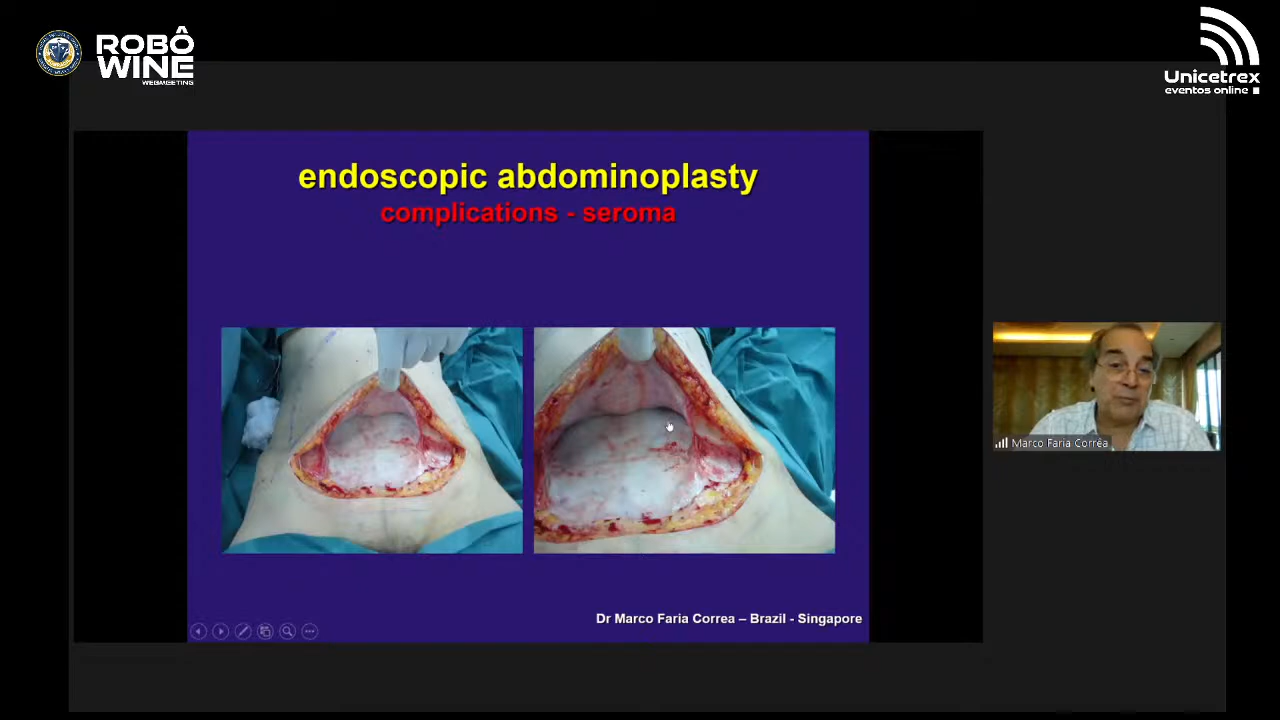 ROBÔ
WINE
WEBMEETING
Unicetrex
eventos online
endoscopic abdominoplasty
complications - seroma
Marco Faria Corrêa
Dr Marco Faria Correa – Brazil - Singapore